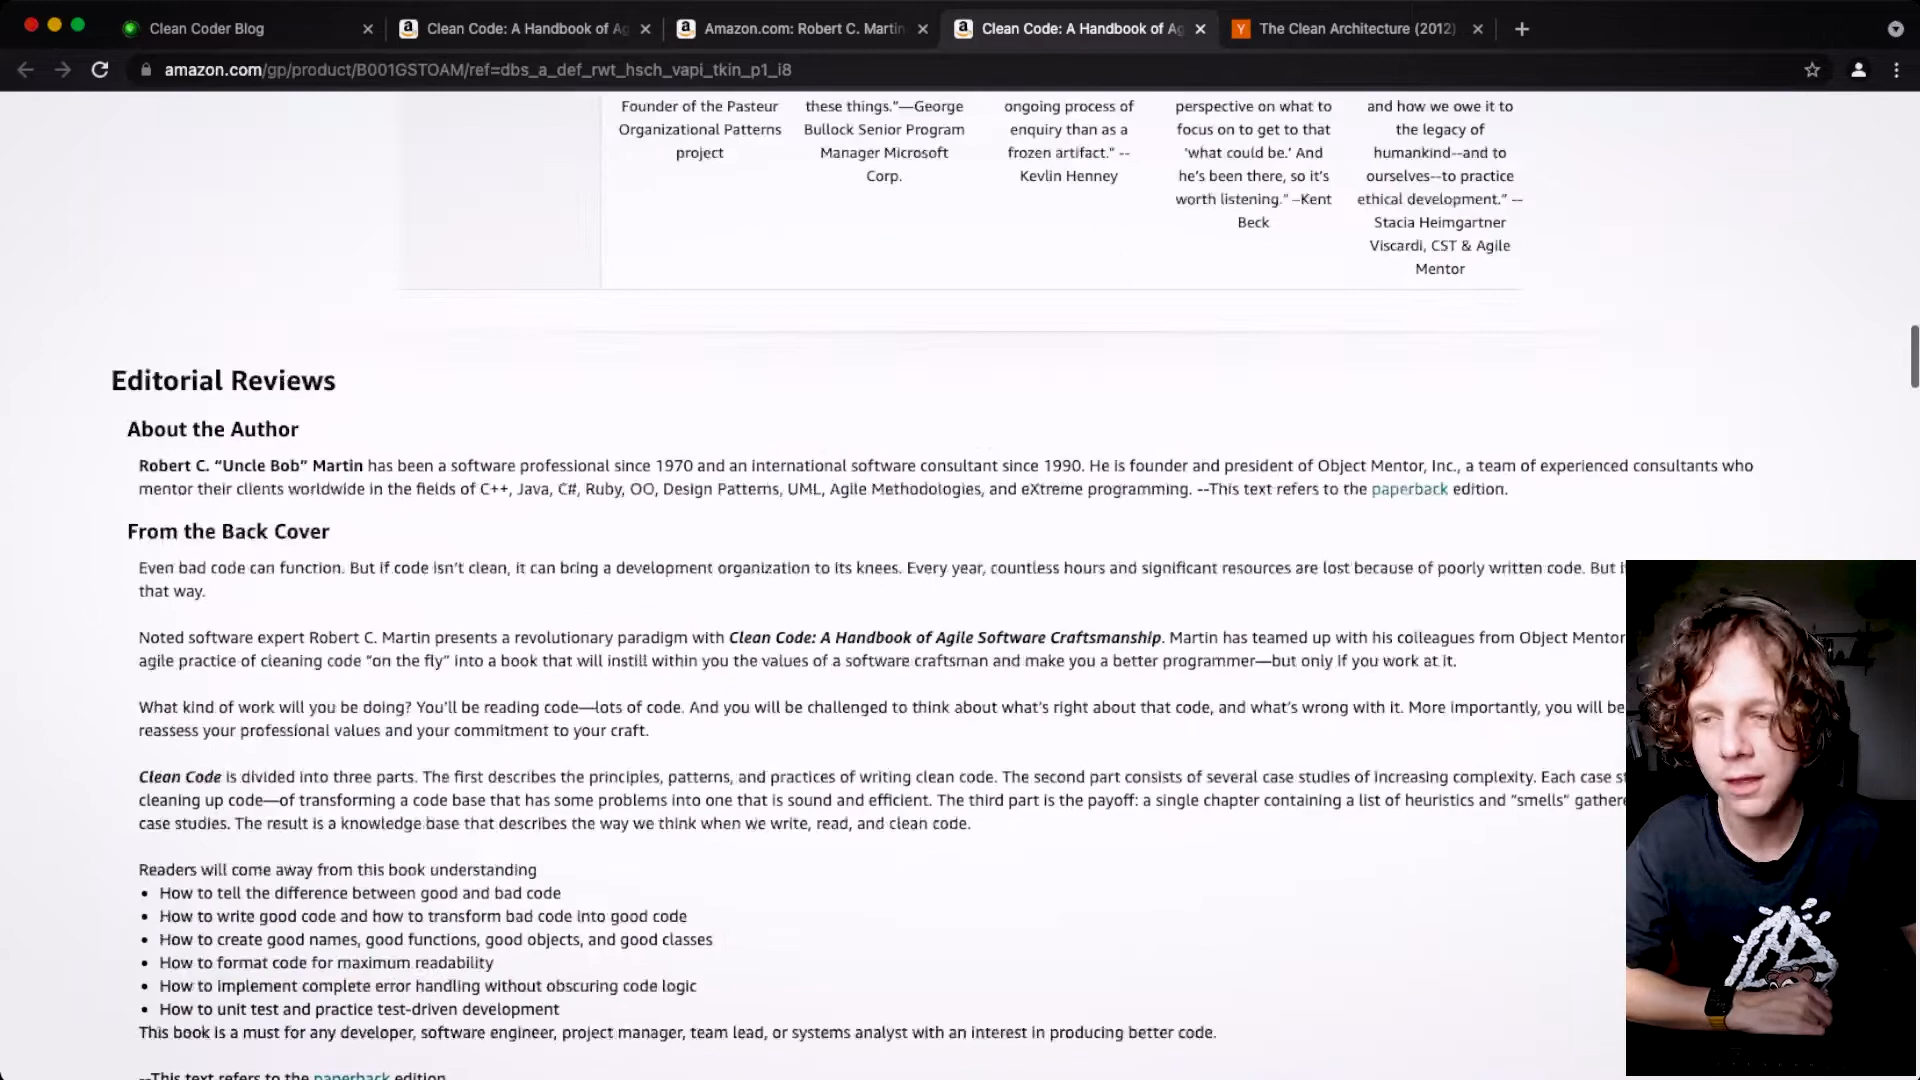 Clean Coder Blog
Clean Code: A Handbook of Ag
Amazon.com: Robert C. Martin
Clean Code: A Handbook of Ag
The Clean Architecture (2012)
amazon.com/gp/product/B001GSTOAM/ref=dbs_a_def_rwt_hsch_vapi_tkin_p1_i8
Founder of the Pasteur
Organizational Patterns
project
these things."—George
Bullock Senior Program
Manager Microsoft
Corp.
ongoing process of
enquiry than as a
frozen artifact." --
Kevlin Henney
perspective on what to
focus on to get to that
'what could be.' And
he's been there, so it's
worth listening." –Kent
Beck
and how we owe it to
the legacy of
humankind--and to
ourselves--to practice
ethical development." --
Stacia Heimgartner
Viscardi, CST & Agile
Mentor
Editorial Reviews
About the Author
Robert C. “Uncle Bob” Martin has been a software professional since 1970 and an international software consultant since 1990. He is founder and president of Object Mentor, Inc., a team of experienced consultants who
mentor their clients worldwide in the fields of C++, Java, C#, Ruby, OO, Design Patterns, UML, Agile Methodologies, and eXtreme programming. --This text refers to the paperback edition.
From the Back Cover
Even bad code can function. But if code isn’t clean, it can bring a development organization to its knees. Every year, countless hours and significant resources are lost because of poorly written code. But
that way.
Noted software expert Robert C. Martin presents a revolutionary paradigm with Clean Code: A Handbook of Agile Software Craftsmanship. Martin has teamed up with his colleagues from Object Mentor
agile practice of cleaning code “on the fly” into a book that will instill within you the values of a software craftsman and make you a better programmer—but only if you work at it.
What kind of work will you be doing? You’ll be reading code—lots of code. And you will be challenged to think about what’s right about that code, and what’s wrong with it. More importantly, you will be
reassess your professional values and your commitment to your craft.
Clean Code is divided into three parts. The first describes the principles, patterns, and practices of writing clean code. The second part consists of several case studies of increasing complexity. Each case
cleaning up code—of transforming a code base that has some problems into one that is sound and efficient. The third part is the payoff: a single chapter containing a list of heuristics and “smells”
case studies. The result is a knowledge base that describes the way we think when we write, read, and clean code.
Readers will come away from this book understanding
• How to tell the difference between good and bad code
• How to write good code and how to transform bad code into good code
• How to create good names, good functions, good objects, and good classes
• How to format code for maximum readability
• How to implement complete error handling without obscuring code logic
• How to unit test and practice test-driven development
This book is a must for any developer, software engineer, project manager, team lead, or systems analyst with an interest in producing better code.
--This text refers to the paperback edition.